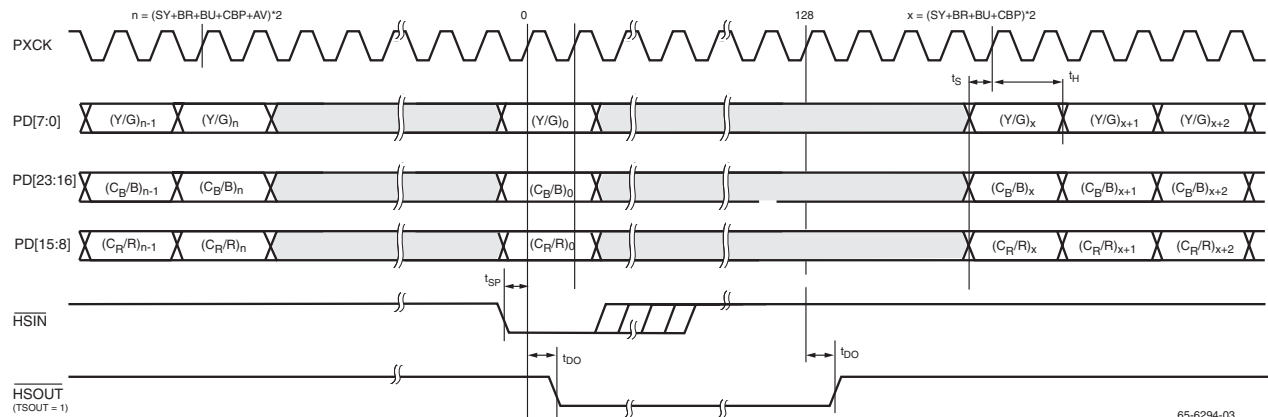 n = (SY+BR+BU+CBP+AV)*2 0 128 x = (SY+BR+BU+CBP)*2
PXCK
tS tH
PD[7:0] (Y/G)n-1 (Y/G)n (Y/G)0 (Y/G)x (Y/G)x+1 (Y/G)x+2
PD[23:16] (CB/B)n-1 (CB/B)n (CB/B)0 (CB/B)x (CB/B)x+1 (CB/B)x+2
PD[15:8] (CR/R)n-1 (CR/R)n (CR/R)0 (CR/R)x (CR/R)x+1 (CR/R)x+2
tSP
HSIN
tDO tDO
HSOUT
(TSOUT = 1)
65-6294-03